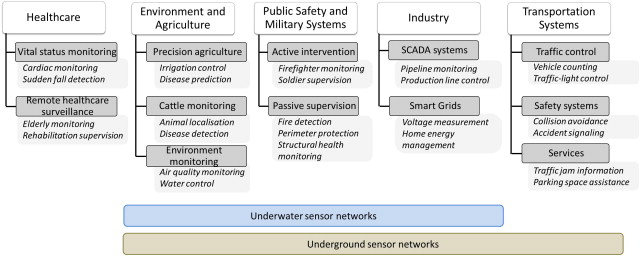 Healthcare
Vital status monitoring
Cardiac monitoring
Sudden fall detection
Remote healthcare
surveillance
Elderly monitoring
Rehabilitation supervision
Environment and
Agriculture
Precision agriculture
Irrigation control
Disease prediction
Cattle monitoring
Animal localisation
Disease detection
Environment
monitoring
Air quality monitoring
Water control
Public Safety and
Military Systems
Active intervention
Firefighter monitoring
Soldier supervision
Passive supervision
Fire detection
Perimeter protection
Structural health
monitoring
Industry
SCADA systems
Pipeline monitoring
Production line control
Smart Grids
Voltage measurement
Home energy
management
Transportation
Systems
Traffic control
Vehicle counting
Traffic-light control
Safety systems
Collision avoidance
Accident signaling
Services
Traffic jam information
Parking space assistance
Underwater sensor networks
Underground sensor networks